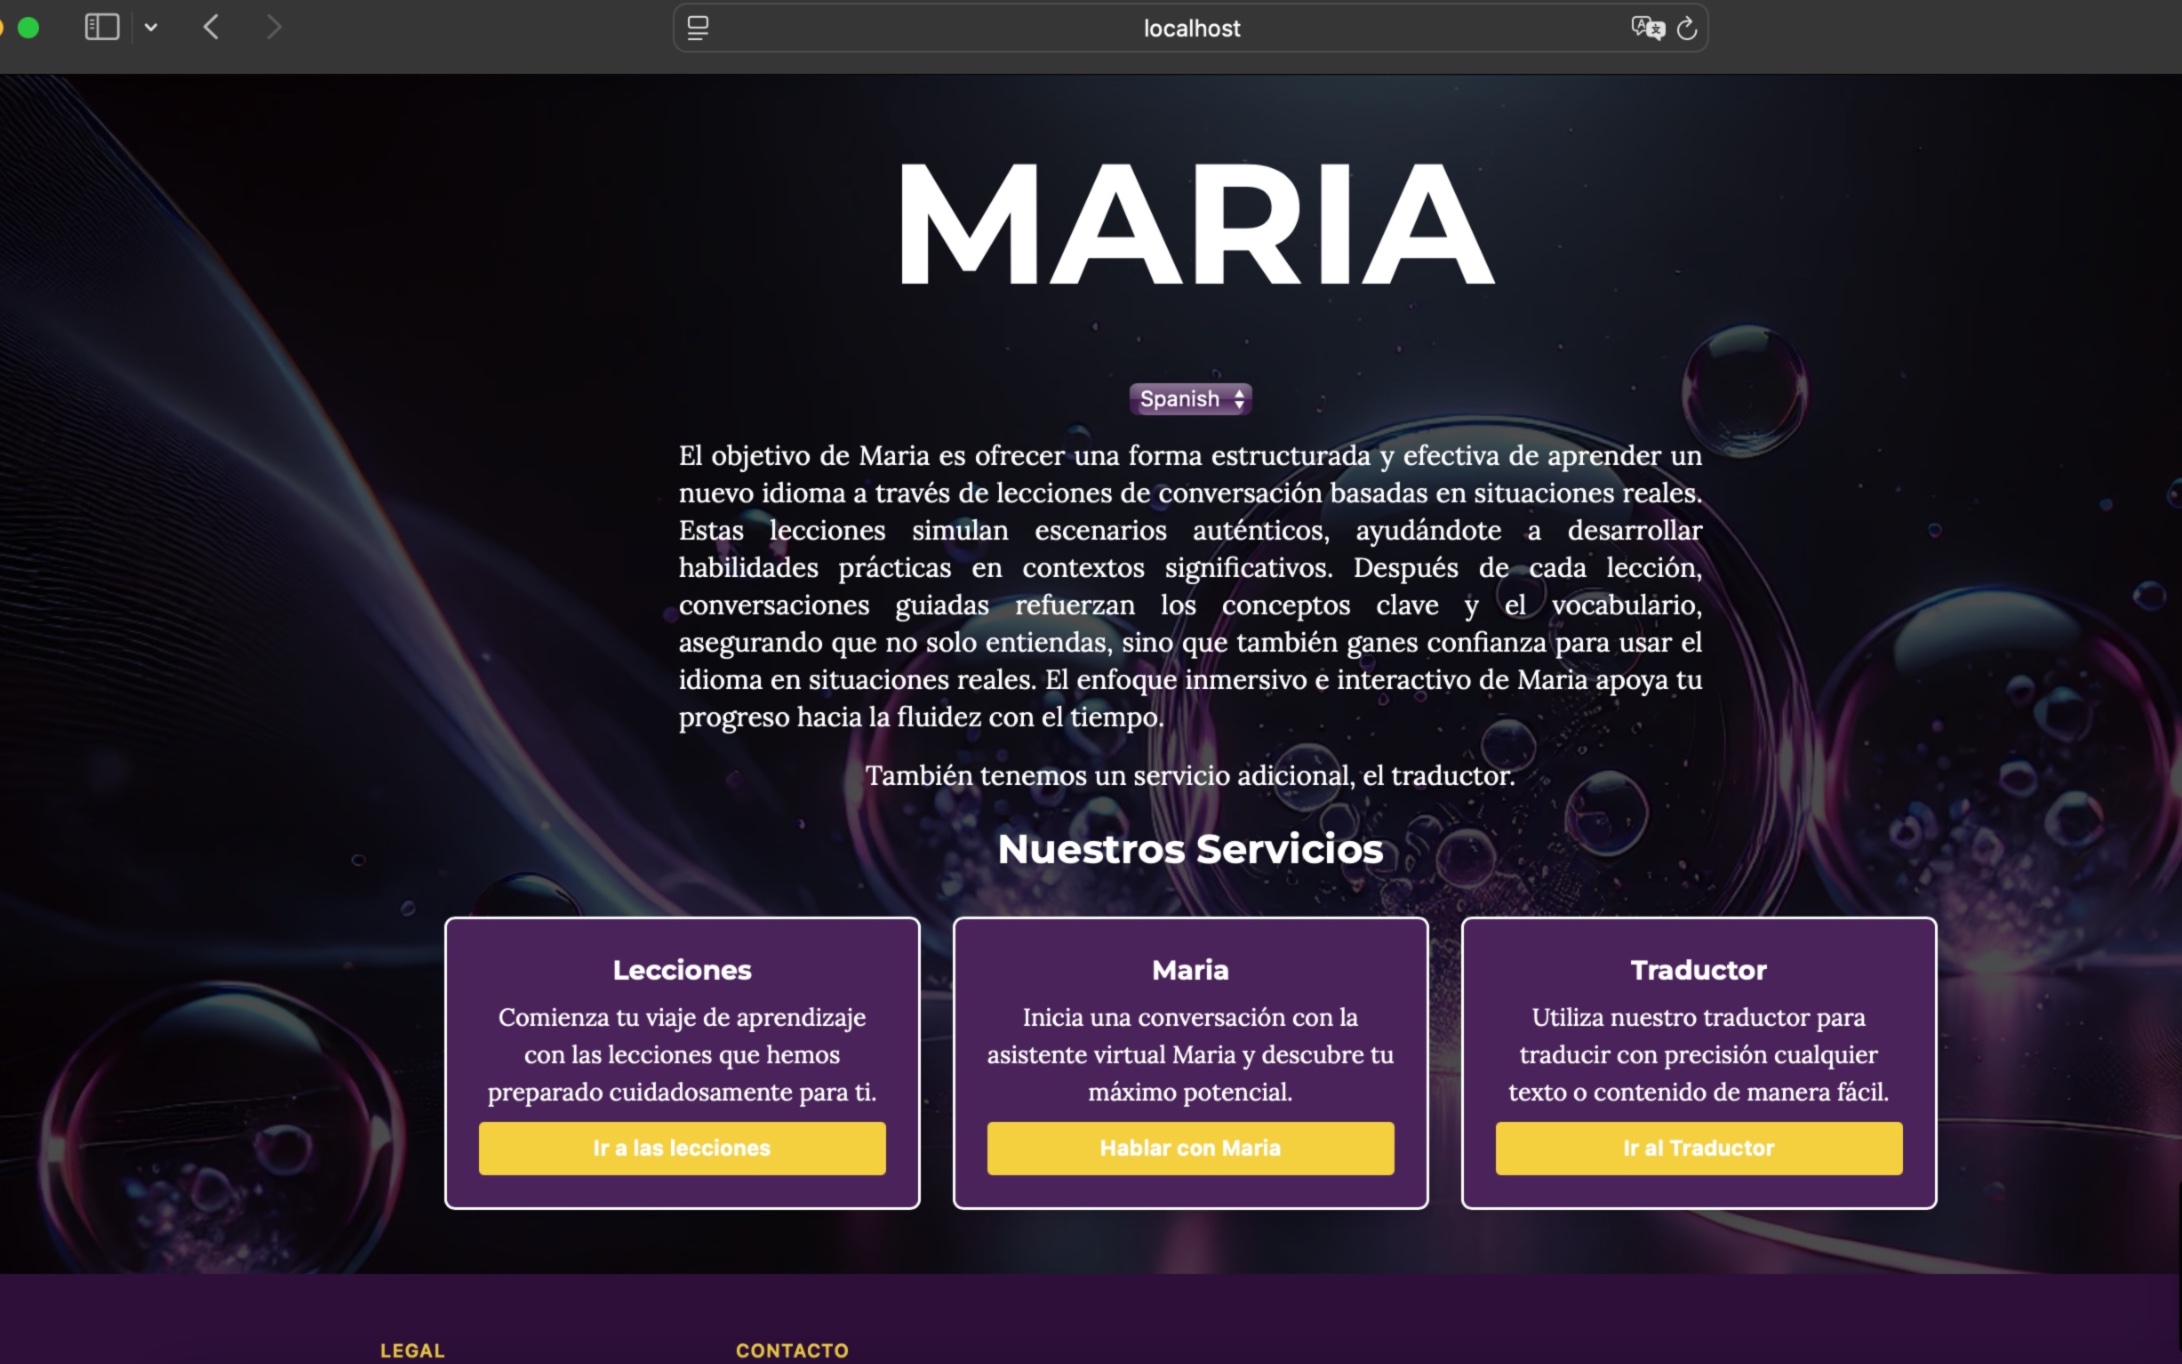 localhost
MARIA
Spanish
El objetivo de Maria es ofrecer una forma estructurada y efectiva de aprender un
nuevo idioma a través de lecciones de conversación basadas en situaciones reales.
Estas lecciones simulan escenarios auténticos, ayudándote a desarrollar
habilidades prácticas en contextos significativos. Después de cada lección,
conversaciones guiadas refuerzan los conceptos clave y el vocabulario,
asegurando que no solo entiendas, sino que también ganes confianza para usar el
idioma en situaciones reales. El enfoque inmersivo e interactivo de Maria apoya tu
progreso hacia la fluidez con el tiempo.
También tenemos un servicio adicional, el traductor.
Nuestros Servicios
Lecciones
Comienza tu viaje de aprendizaje
con las lecciones que hemos
preparado cuidadosamente para ti.
Ir a las lecciones
Maria
Inicia una conversación con la
asistente virtual Maria y descubre tu
máximo potencial.
Hablar con Maria
Traductor
Utiliza nuestro traductor para
traducir con precisión cualquier
texto o contenido de manera fácil.
Ir al Traductor
LEGAL
CONTACTO